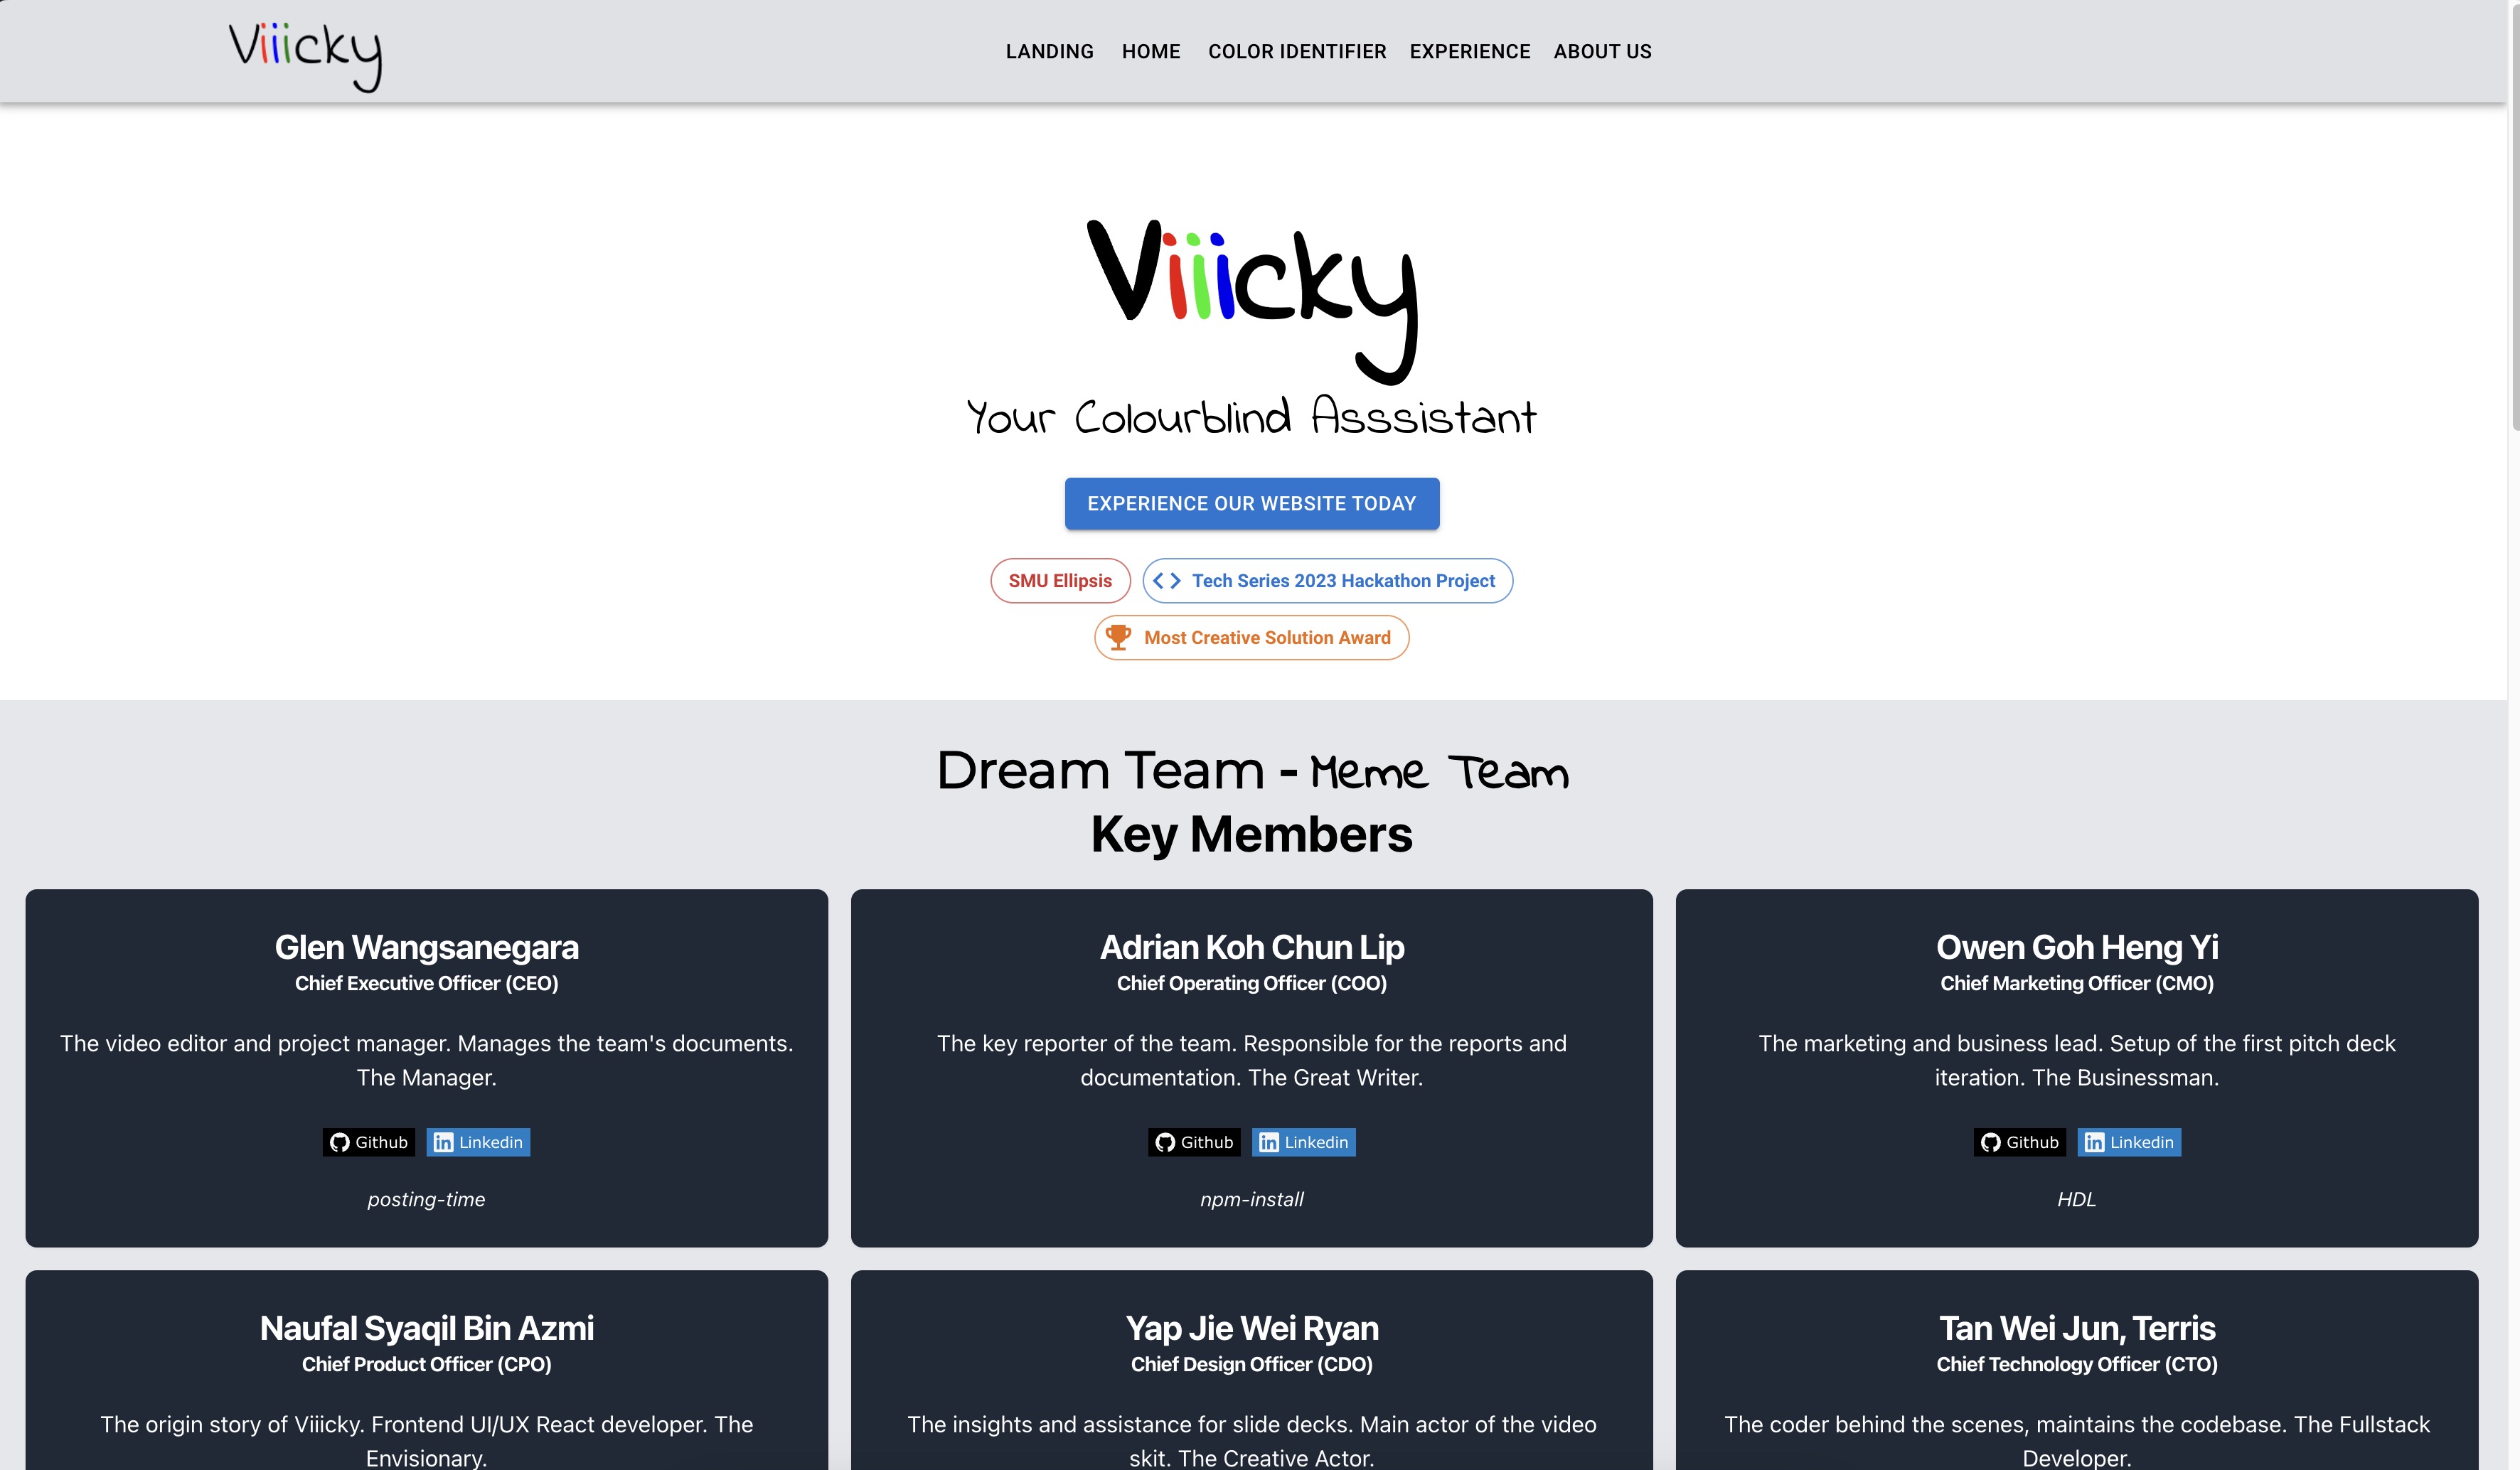 Viiicky
LANDING HOME COLOR IDENTIFIER EXPERIENCE ABOUT US
Viiicky
Your Colourblind Asssistant
EXPERIENCE OUR WEBSITE TODAY
SMU Ellipsis
<> Tech Series 2023 Hackathon Project
Most Creative Solution Award
Dream Team - Meme Team
Key Members
Glen Wangsanegara
Chief Executive Officer (CEO)
The video editor and project manager. Manages the team's documents.
The Manager.
Github Linkedin
posting-time
Adrian Koh Chun Lip
Chief Operating Officer (COO)
The key reporter of the team. Responsible for the reports and
documentation. The Great Writer.
Github Linkedin
npm-install
Owen Goh Heng Yi
Chief Marketing Officer (CMO)
The marketing and business lead. Setup of the first pitch deck
iteration. The Businessman.
Github Linkedin
HDL
Naufal Syaqil Bin Azmi
Chief Product Officer (CPO)
The origin story of Viiicky. Frontend UI/UX React developer. The
Envisionary.
Yap Jie Wei Ryan
Chief Design Officer (CDO)
The insights and assistance for slide decks. Main actor of the video
skit. The Creative Actor.
Tan Wei Jun, Terris
Chief Technology Officer (CTO)
The coder behind the scenes, maintains the codebase. The Fullstack
Developer.